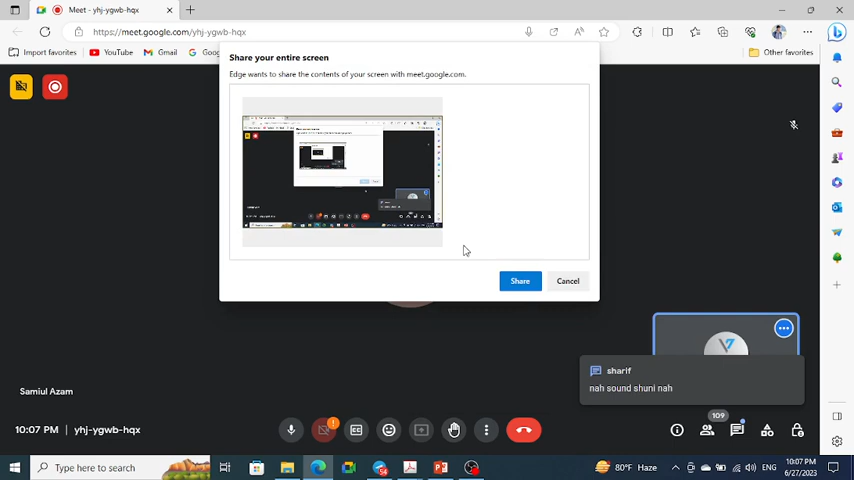 Meet - yhj-ygwb-hqx
https://meet.google.com/yhj-ygwb-hqx
Import favorites
YouTube
Gmail
Goog
Other favorites
Share your entire screen
Edge wants to share the contents of your screen with meet.google.com.
Share
Cancel
sharif
nah sound shuni nah
Samiul Azam
10:07 PM | yhj-ygwb-hqx
109
Type here to search
54
80°F Haze
ENG
10:07 PM
6/27/2023